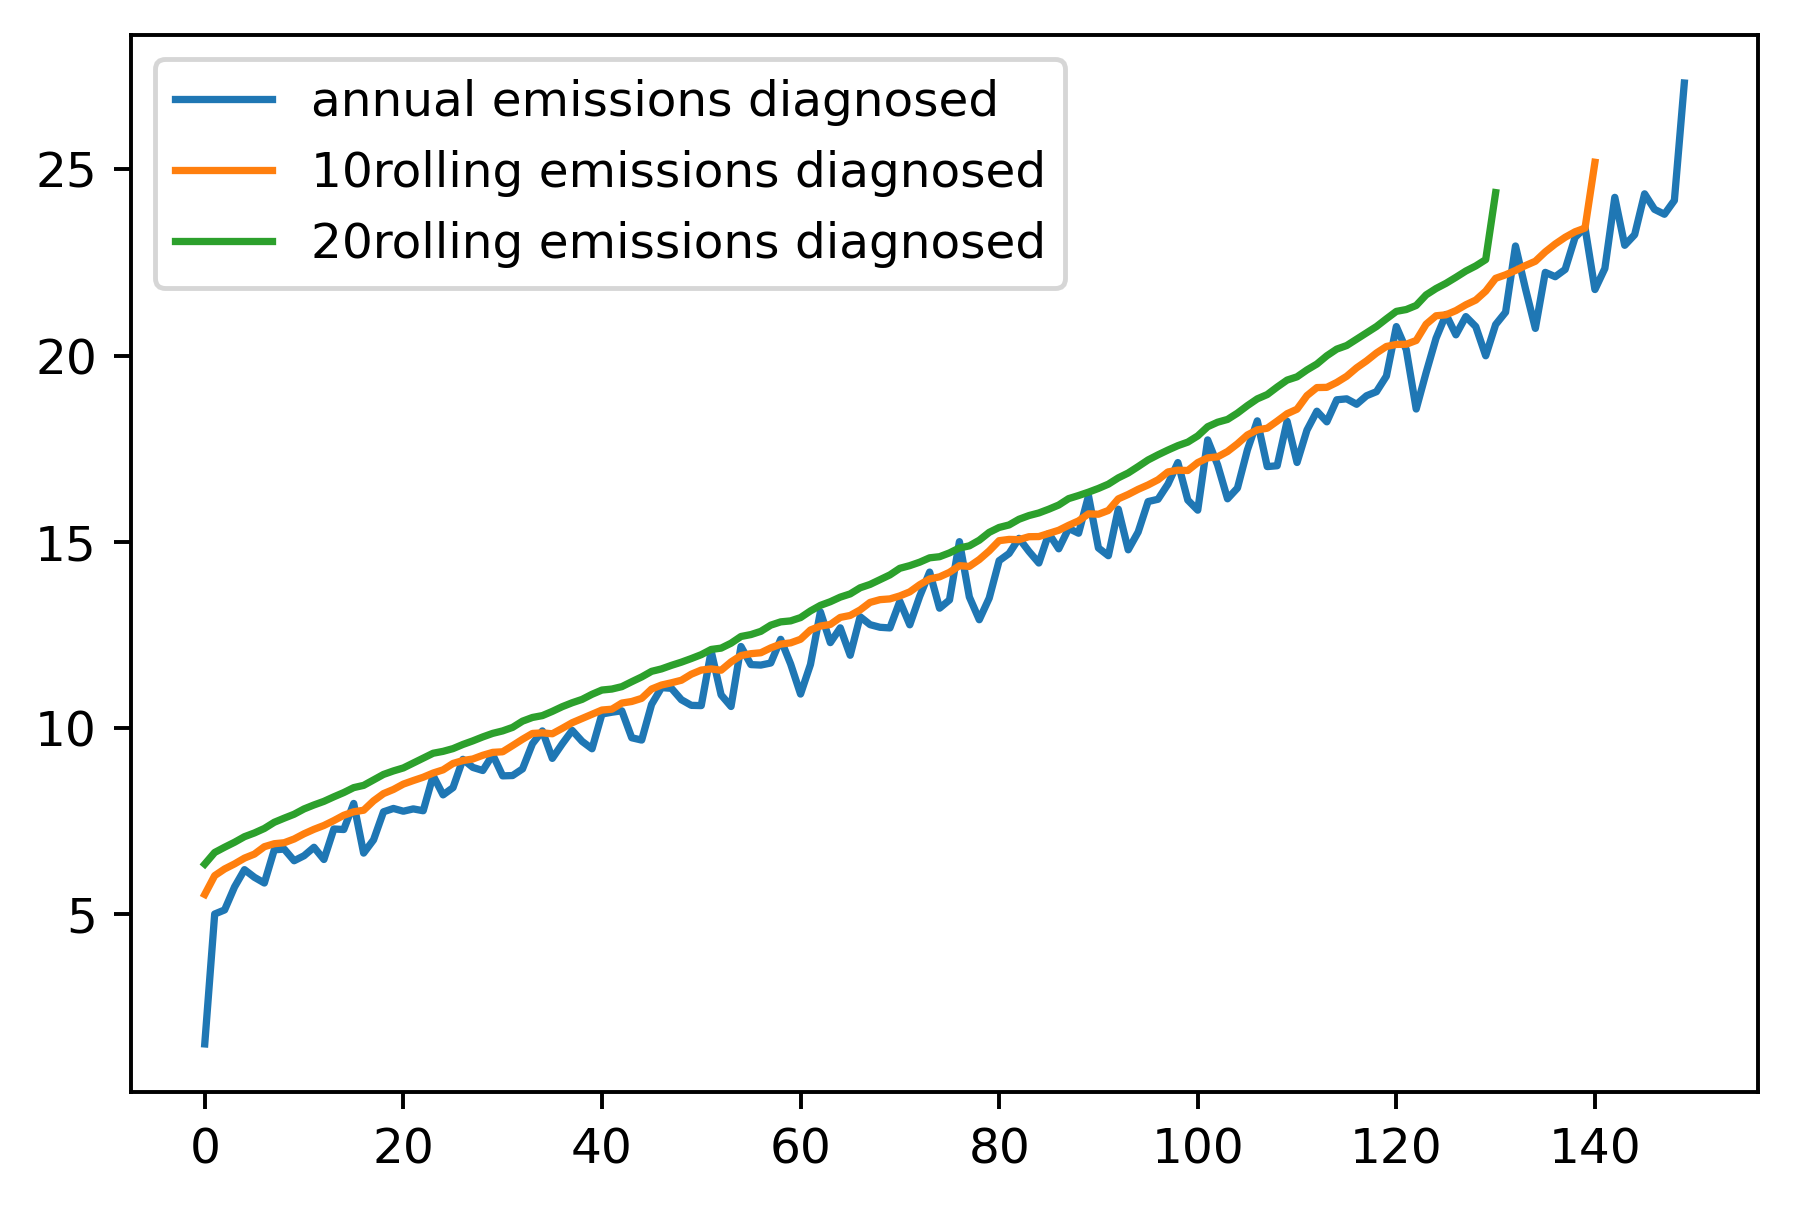 annual emissions diagnosed
10rolling emissions diagnosed
20rolling emissions diagnosed
25
20
15
10
5
0 20 40 60 80 100 120 140